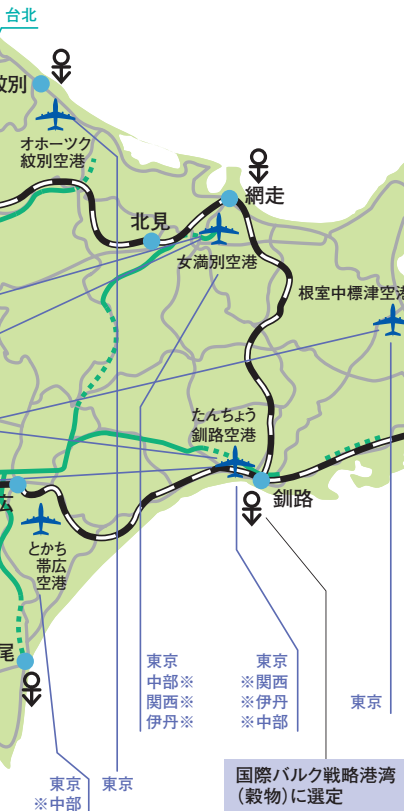 台北
紋別
オホーツク
紋別空港
網走
北見
女満別空港
根室中標津空港
たんちょう
釧路空港
広
釧路
とかち
帯広
空港
尾
東京
中部※
関西※
伊丹※
東京
※関西
※伊丹
※中部
東京
東京
※中部
東京
国際バルク戦略港湾
（穀物）に選定